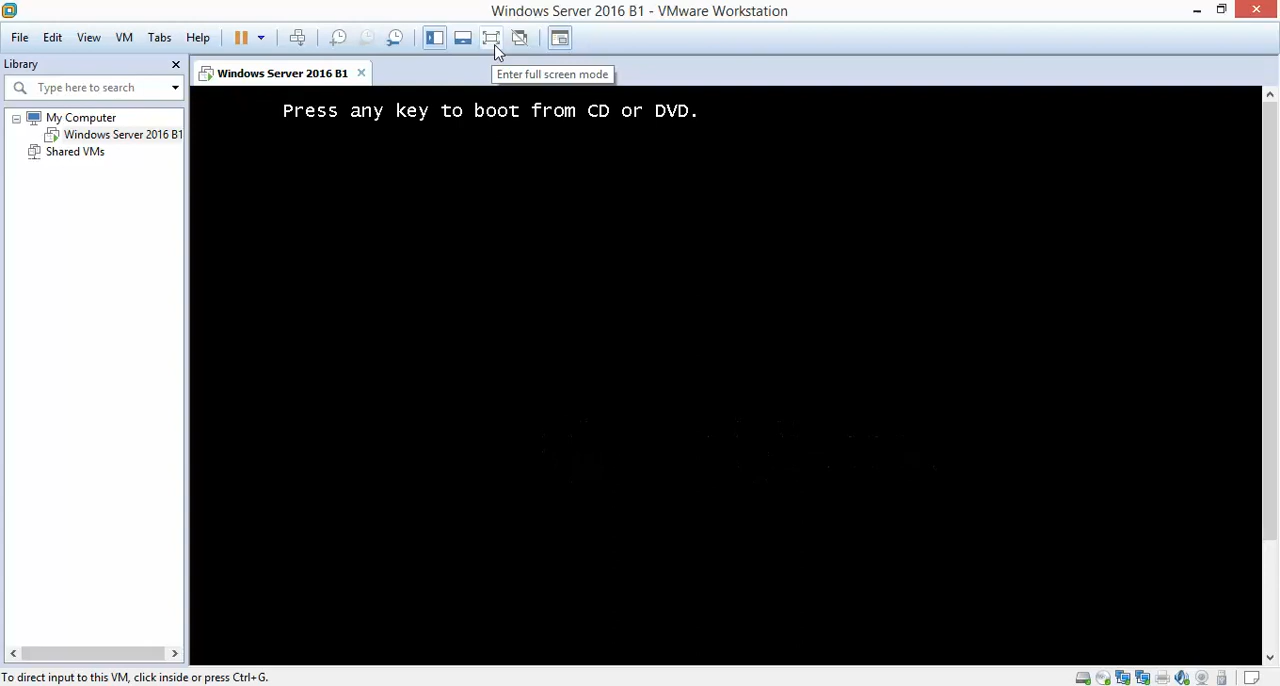 Windows Server 2016 B1 - VMware Workstation
File Edit View VM Tabs Help
Enter full screen mode
Library
Type here to search
My Computer
Windows Server 2016 B1
Shared VMs
Windows Server 2016 B1
Press any key to boot from CD or DVD.
To direct input to this VM, click inside or press Ctrl+G.